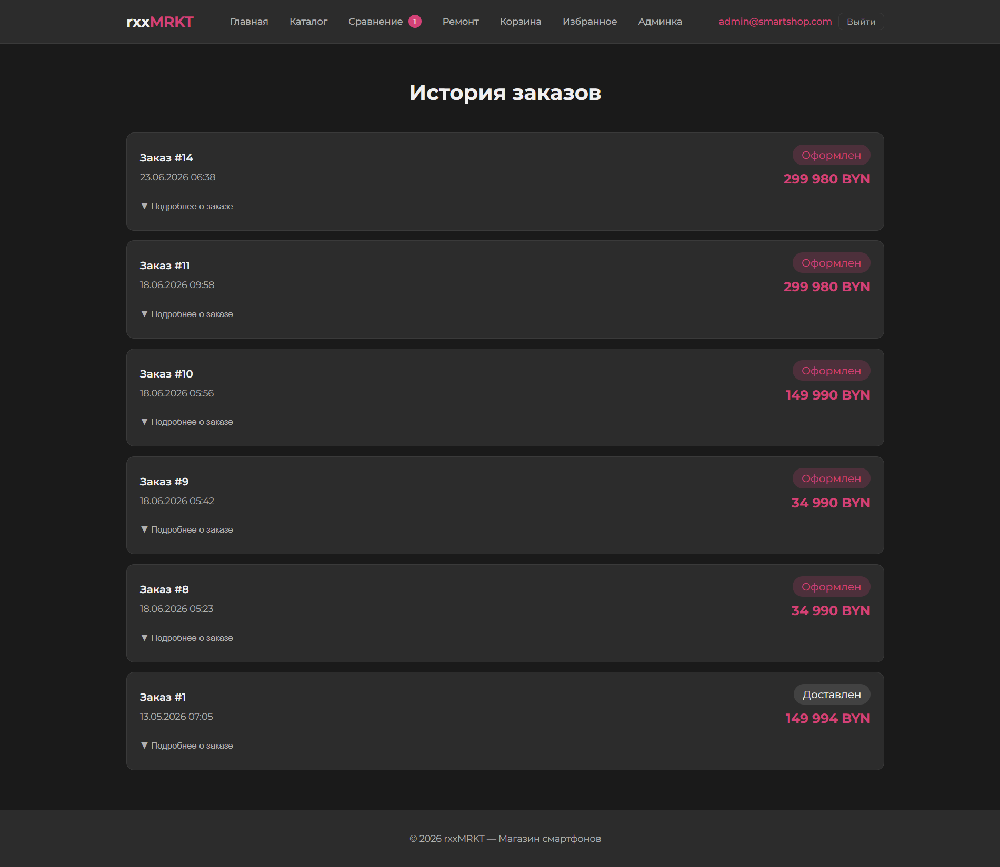 rxxMRKT Главная Каталог Сравнение 1 Ремонт Корзина Избранное Админка admin@smartshop.com Выйти
История заказов
Заказ #14 Оформлен
23.06.2026 06:38 299 980 BYN
▼ Подробнее о заказе
Заказ #11 Оформлен
18.06.2026 09:58 299 980 BYN
▼ Подробнее о заказе
Заказ #10 Оформлен
18.06.2026 05:56 149 990 BYN
▼ Подробнее о заказе
Заказ #9 Оформлен
18.06.2026 05:42 34 990 BYN
▼ Подробнее о заказе
Заказ #8 Оформлен
18.06.2026 05:23 34 990 BYN
▼ Подробнее о заказе
Заказ #1 Доставлен
13.05.2026 07:05 149 994 BYN
▼ Подробнее о заказе
© 2026 rxxMRKT — Магазин смартфонов